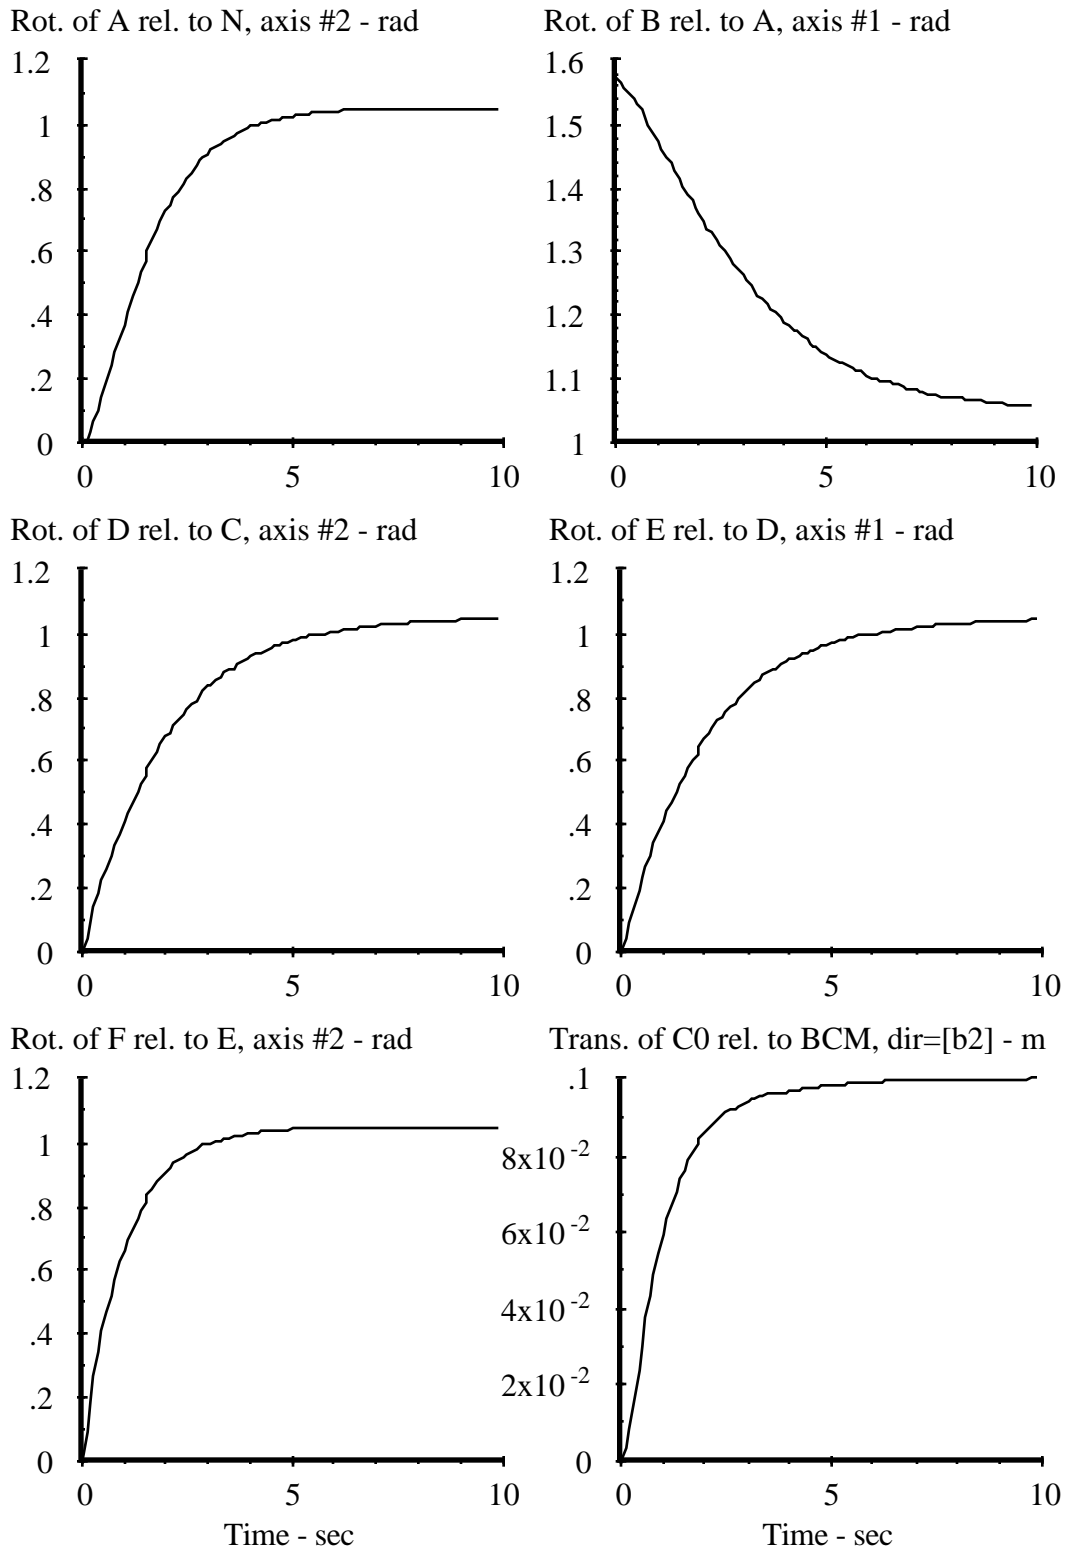 Rot. of A rel. to N, axis #2 - rad
1.2
1
.8
.6
.4
.2
0
0 5 10
Rot. of B rel. to A, axis #1 - rad
1.6
1.5
1.4
1.3
1.2
1.1
1
0 5 10
Rot. of D rel. to C, axis #2 - rad
1.2
1
.8
.6
.4
.2
0
0 5 10
Rot. of E rel. to D, axis #1 - rad
1.2
1
.8
.6
.4
.2
0
0 5 10
Rot. of F rel. to E, axis #2 - rad
1.2
1
.8
.6
.4
.2
0
0 5 10
Time - sec
Trans. of C0 rel. to BCM, dir=[b2] - m
.1
8x10⁻²
6x10⁻²
4x10⁻²
2x10⁻²
0
0 5 10
Time - sec